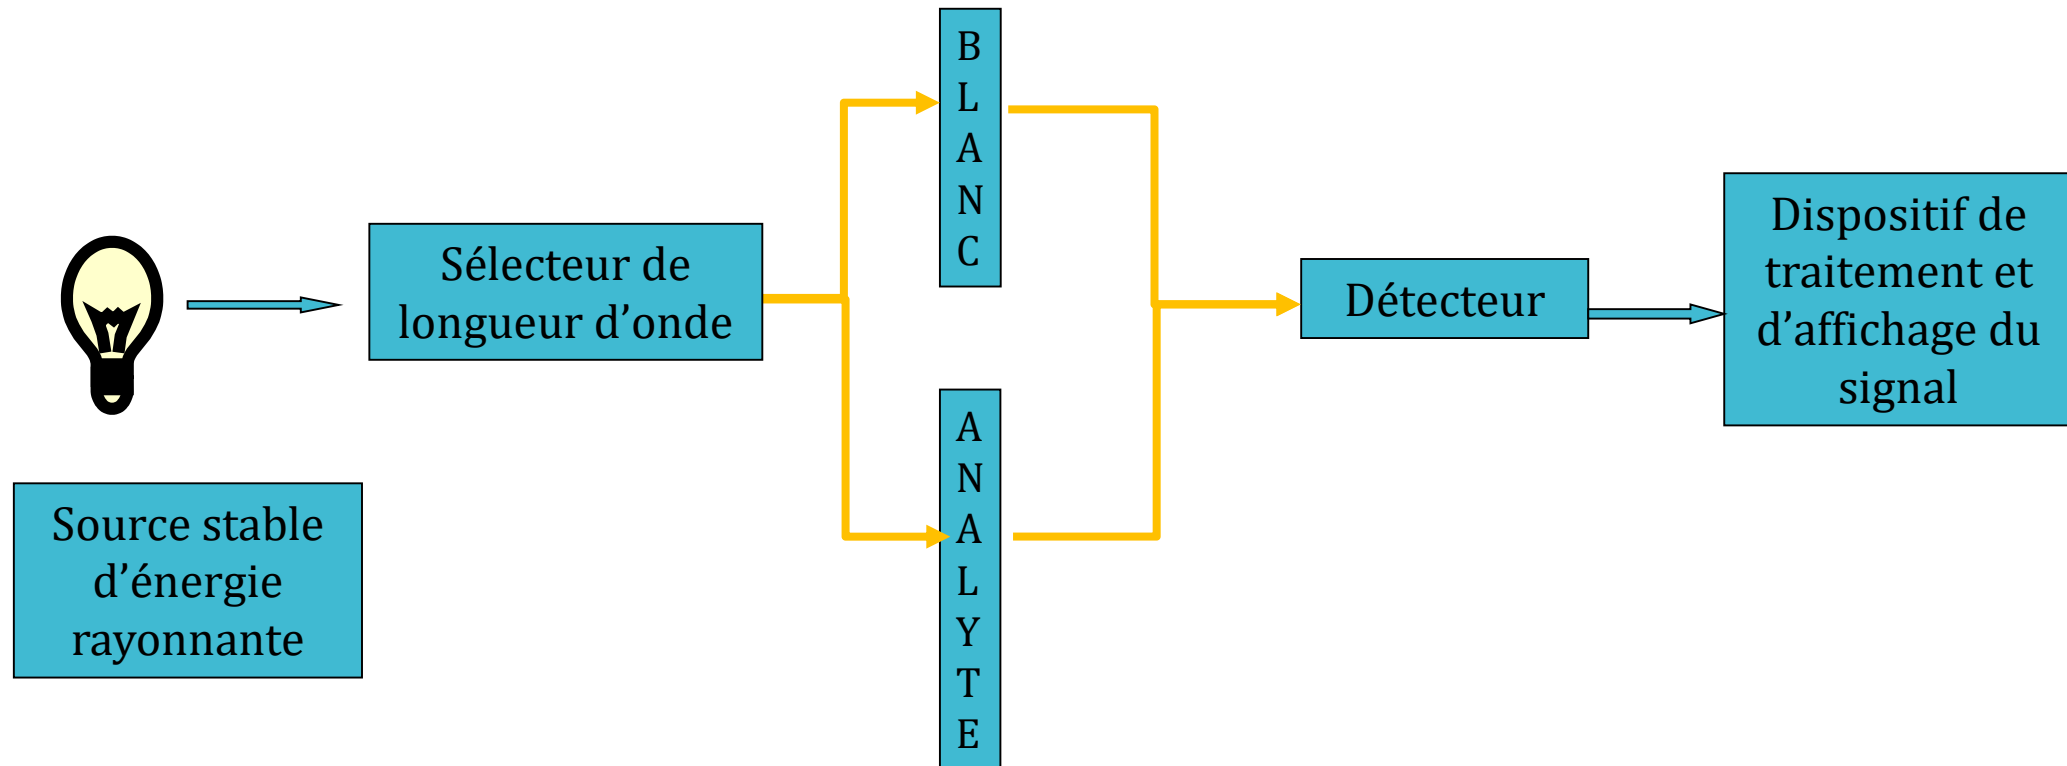 B
L
A
N
C
Sélecteur de
longueur d’onde
Détecteur
Dispositif de
traitement et
d’affichage du
signal
A
N
A
L
Y
T
E
Source stable
d’énergie
rayonnante